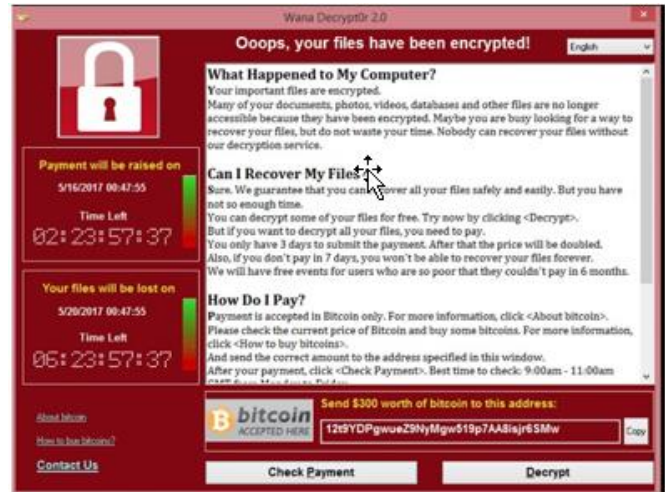 Wana Decrypt0r 2.0
Ooops, your files have been encrypted!
English
What Happened to My Computer?
Your important files are encrypted.
Many of your documents, photos, videos, databases and other files are no longer
accessible because they have been encrypted. Maybe you are busy looking for a way to
recover your files, but do not waste your time. Nobody can recover your files without
our decryption service.
Can I Recover My Files
Sure. We guarantee that you can recover all your files safely and easily. But you have
not so enough time.
You can decrypt some of your files for free. Try now by clicking <Decrypt>.
But if you want to decrypt all your files, you need to pay.
You only have 3 days to submit the payment. After that the price will be doubled.
Also, if you don't pay in 7 days, you won't be able to recover your files forever.
We will have free events for users who are so poor that they couldn't pay in 6 months.
How Do I Pay?
Payment is accepted in Bitcoin only. For more information, click <About bitcoin>.
Please check the current price of Bitcoin and buy some bitcoins. For more information,
click <How to buy bitcoins>.
And send the correct amount to the address specified in this window.
After your payment, click <Check Payment>. Best time to check: 9:00am - 11:00am
GMT from Monday to Friday.
Payment will be raised on
5/16/2017 00:47:55
Time Left
02:23:57:37
Your files will be lost on
5/20/2017 00:47:55
Time Left
06:23:57:37
About bitcoin
How to buy bitcoins?
Contact Us
bitcoin
ACCEPTED HERE
Send $300 worth of bitcoin to this address:
12t9YDPgwueZ9NyMgw519p7AA8isjr6SMw
Copy
Check Payment
Decrypt